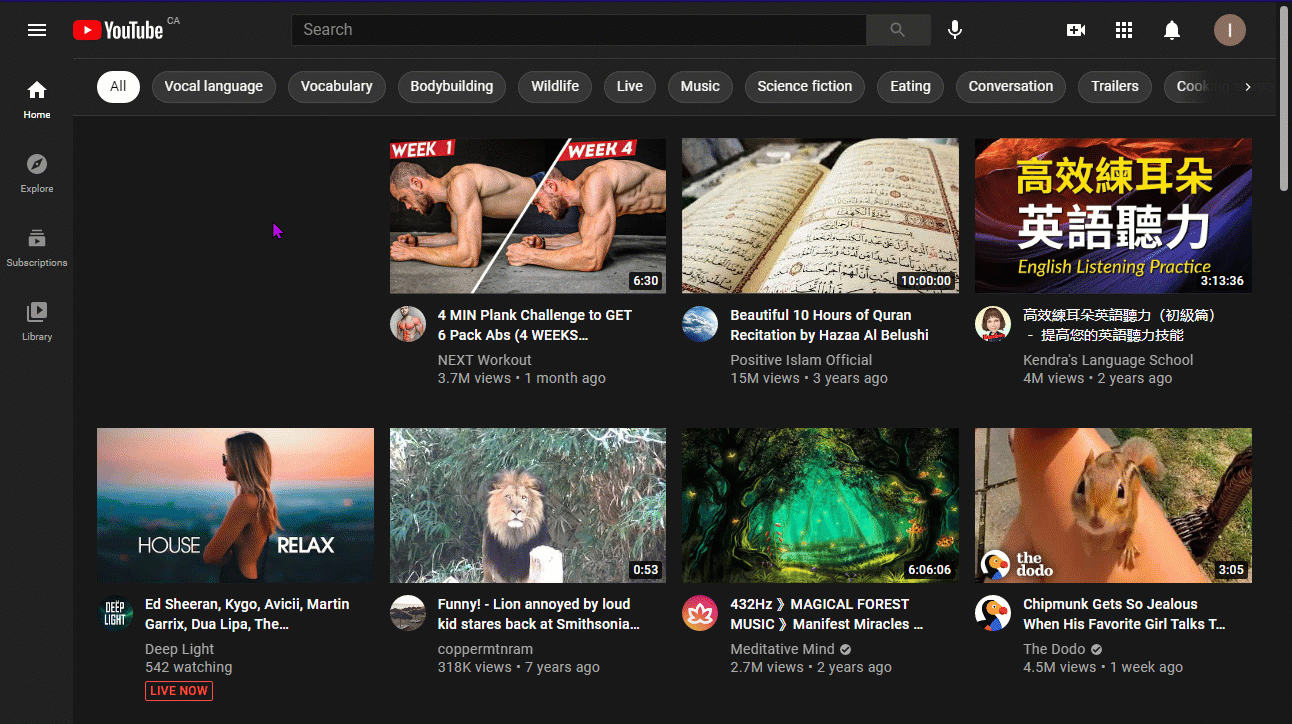 YouTube CA
Search
I
Home
Explore
Subscriptions
Library
All
Vocal language
Vocabulary
Bodybuilding
Wildlife
Live
Music
Science fiction
Eating
Conversation
Trailers
WEEK 1
WEEK 4
6:30
4 MIN Plank Challenge to GET
6 Pack Abs (4 WEEKS…
NEXT Workout
3.7M views • 1 month ago
10:00:00
Beautiful 10 Hours of Quran
Recitation by Hazaa Al Belushi
Positive Islam Official
15M views • 3 years ago
高效練耳朵
英語聽力
English Listening Practice
3:13:36
高效練耳朵英語聽力（初級篇）
- 提高您的英語聽力技能
Kendra's Language School
4M views • 2 years ago
HOUSE RELAX
DEEP
LIGHT
Ed Sheeran, Kygo, Avicii, Martin
Garrix, Dua Lipa, The…
Deep Light
542 watching
LIVE NOW
0:53
Funny! - Lion annoyed by loud
kid stares back at Smithsonia…
coppermtnram
318K views • 7 years ago
6:06:06
432Hz 》MAGICAL FOREST
MUSIC 》Manifest Miracles …
Meditative Mind
2.7M views • 2 years ago
the
dodo
3:05
Chipmunk Gets So Jealous
When His Favorite Girl Talks T…
The Dodo
4.5M views • 1 week ago